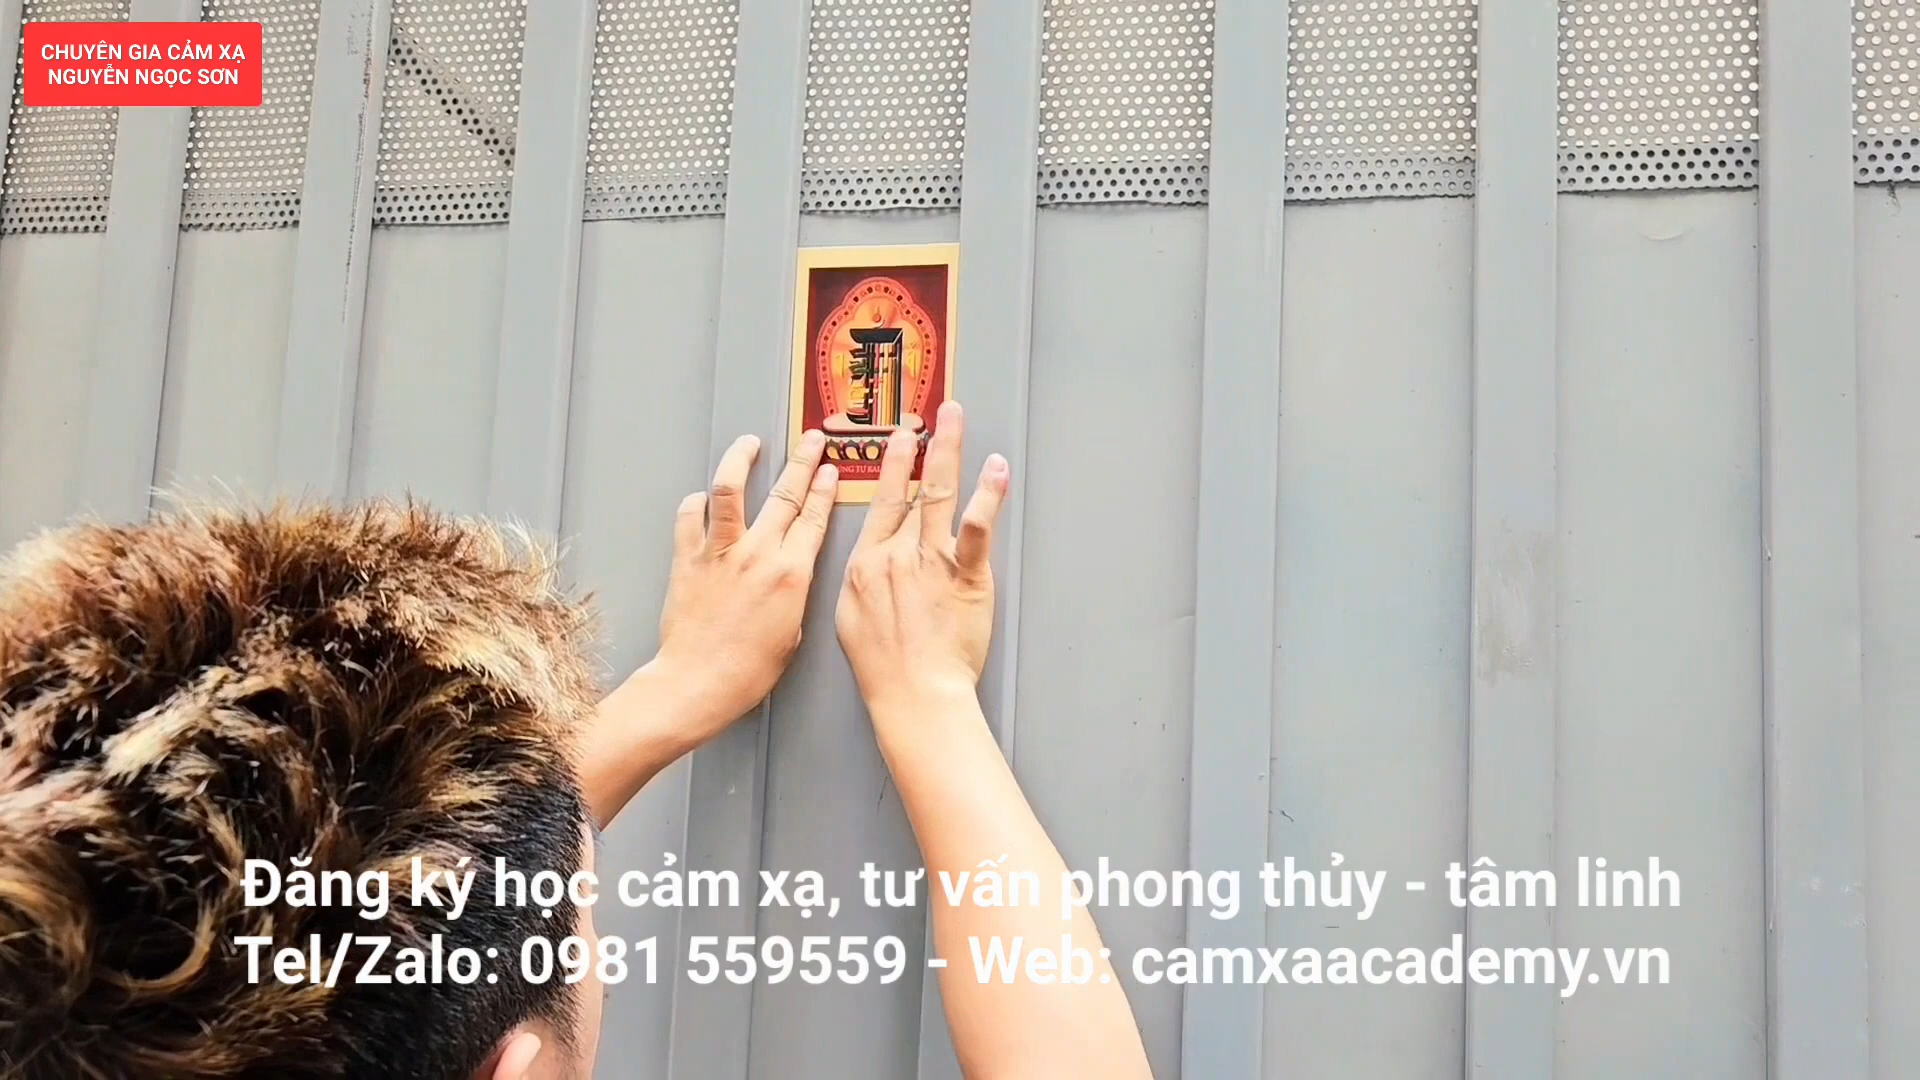 CHUYÊN GIA CẢM XẠ
NGUYỄN NGỌC SƠN
Đăng ký học cảm xạ, tư vấn phong thủy - tâm linh
Tel/Zalo: 0981 559559 - Web: camxaacademy.vn